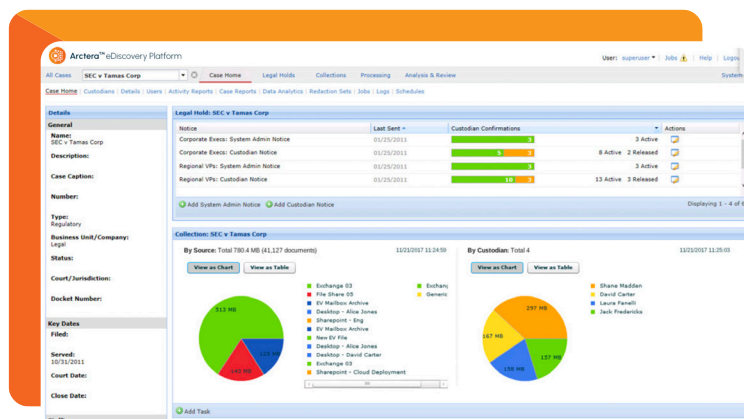 Arctera™ eDiscovery Platform
User: superuser Jobs Help Logou
All Cases SEC v Tamas Corp Case Home Legal Holds Collections Processing Analysis & Review System
Case Home Custodians Details Users Activity Reports Case Reports Data Analytics Redaction Sets Jobs Logs Schedules
Details
General
Name:
SEC v Tamas Corp
Description:
Case Caption:
Number:
Type:
Regulatory
Business Unit/Company:
Legal
Status:
Court/Jurisdiction:
Docket Number:
Key Dates
Filed:
Served:
10/31/2011
Court Date:
Close Date:
Legal Hold: SEC v Tamas Corp
Notice Last Sent Custodian Confirmations Actions
Corporate Execs: System Admin Notice 01/25/2011 3 3 Active
Corporate Execs: Custodian Notice 01/25/2011 5 3 8 Active 2 Released
Regional VPs: System Admin Notice 01/25/2011 3 3 Active
Regional VPs: Custodian Notice 01/25/2011 10 3 13 Active 3 Released
Add System Admin Notice Add Custodian Notice Displaying 1 - 4 of 6
Collection: SEC v Tamas Corp
By Source: Total 780.4 MB (41,127 documents) 11/21/2017 11:24:50
View as Chart View as Table
513 MB
Exchange 03 Exchang
File Share 05 Generic
EV Mailbox Archive
Desktop - Alice Jones
Sharepoint - Eng
EV Mailbox Archive
New EV File
Desktop - Alice Jones
Desktop - David Carter
Exchange 03
Sharepoint - Cloud Deployment
By Custodian: Total 4 11/21/2017 11:25:03
View as Chart View as Table
297 MB
167 MB
157 MB
158 MB
Shane Madden
David Carter
Laura Fanelli
Jack Fredericks
Add Task